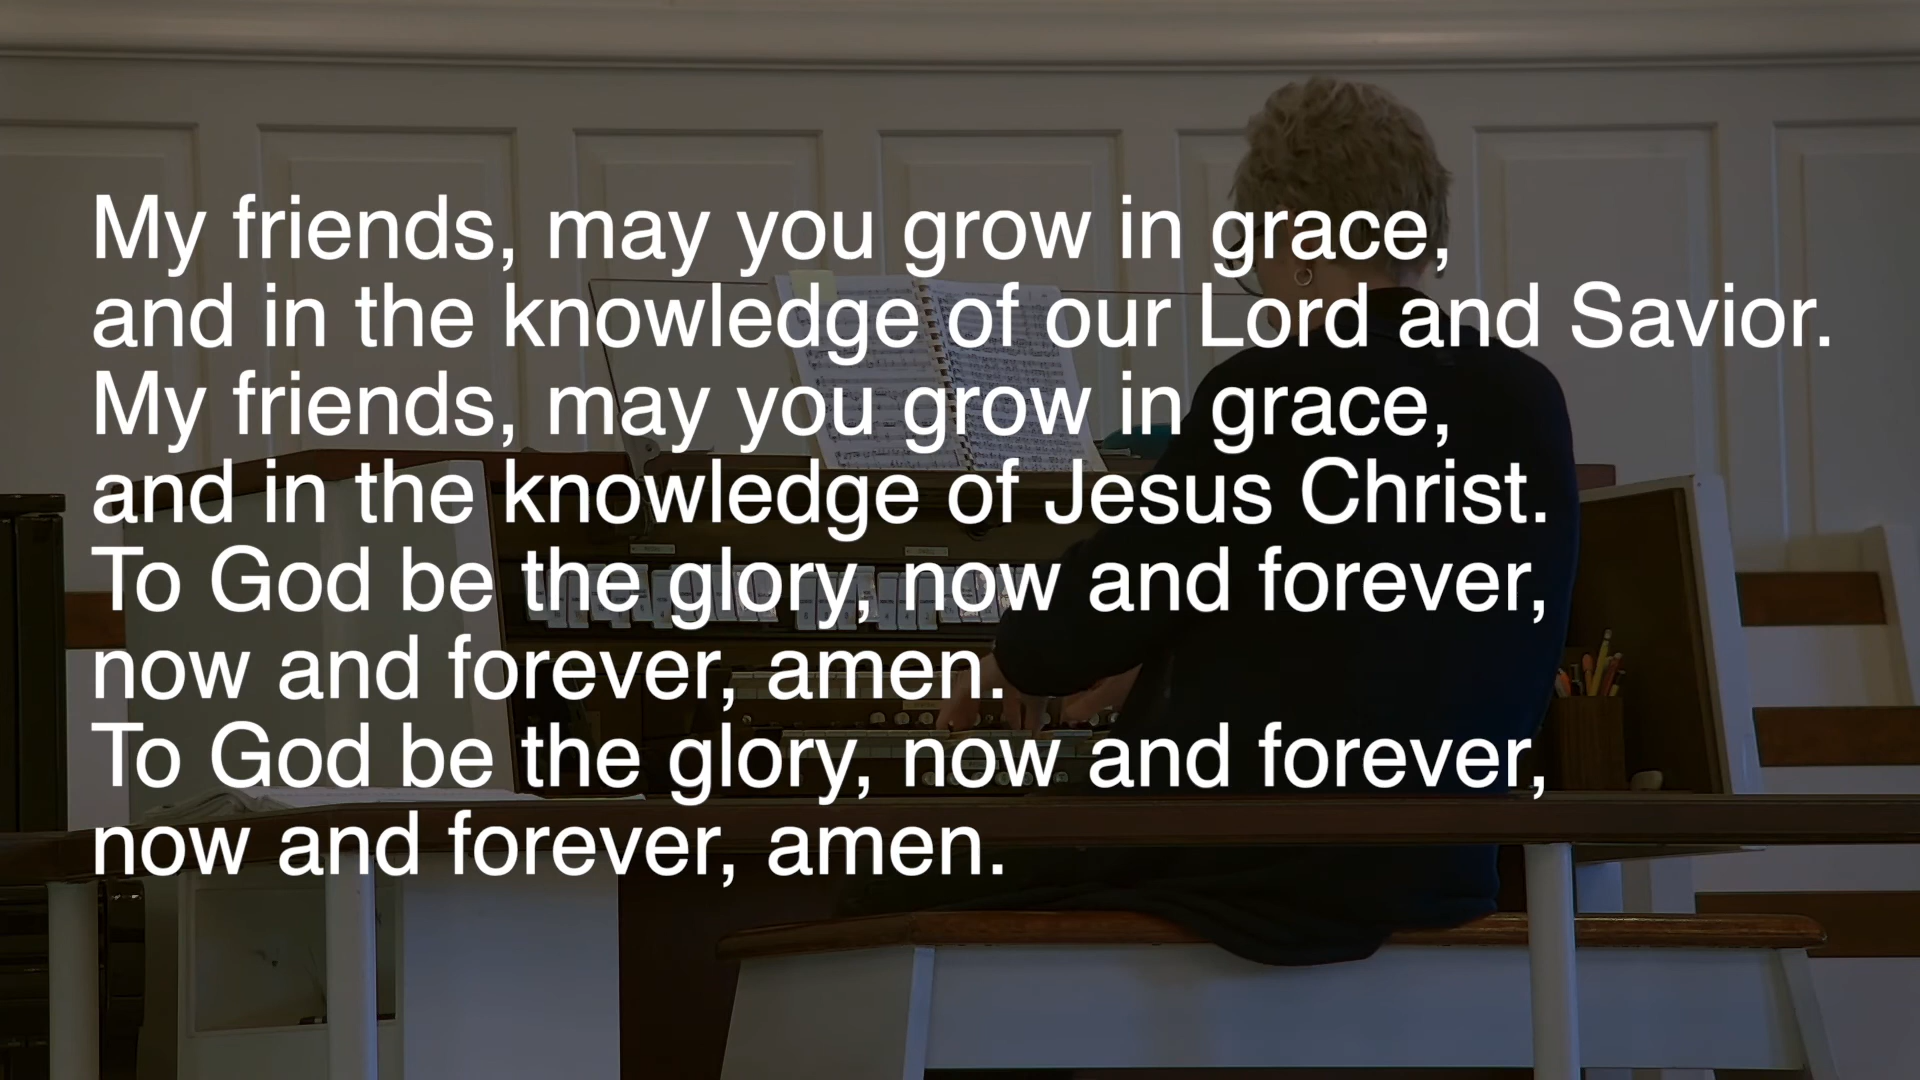 My friends, may you grow in grace,
and in the knowledge of our Lord and Savior.
My friends, may you grow in grace,
and in the knowledge of Jesus Christ.
To God be the glory, now and forever,
now and forever, amen.
To God be the glory, now and forever,
now and forever, amen.